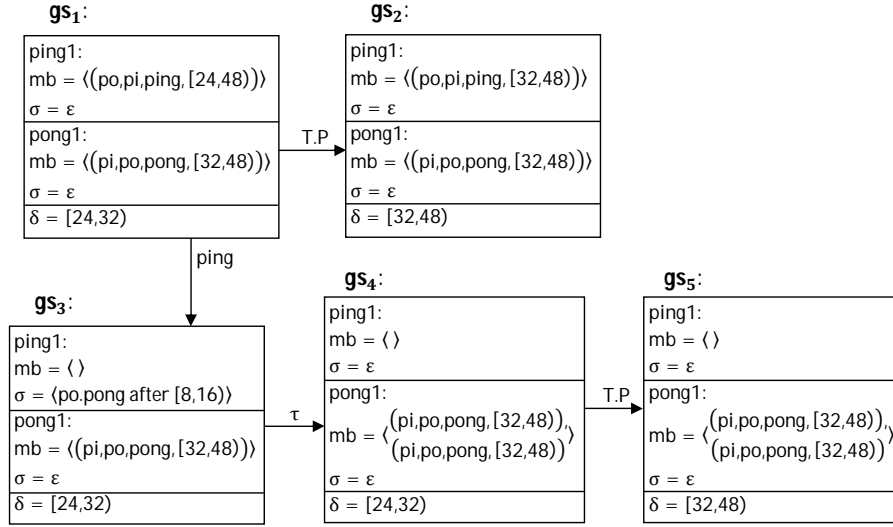 gs₁:
ping1:
mb = ⟨(po,pi,ping, [24,48))⟩
σ = ε
pong1:
mb = ⟨(pi,po,pong, [32,48))⟩
σ = ε
δ = [24,32)
T.P
gs₂:
ping1:
mb = ⟨(po,pi,ping, [32,48))⟩
σ = ε
pong1:
mb = ⟨(pi,po,pong, [32,48))⟩
σ = ε
δ = [32,48)
ping
gs₃:
ping1:
mb = ⟨ ⟩
σ = ⟨po.pong after [8,16)⟩
pong1:
mb = ⟨(pi,po,pong, [32,48))⟩
σ = ε
δ = [24,32)
τ
gs₄:
ping1:
mb = ⟨ ⟩
σ = ε
pong1:
mb = ⟨(pi,po,pong, [32,48)),
(pi,po,pong, [32,48))⟩
σ = ε
δ = [24,32)
T.P
gs₅:
ping1:
mb = ⟨ ⟩
σ = ε
pong1:
mb = ⟨(pi,po,pong, [32,48)),
(pi,po,pong, [32,48))⟩
σ = ε
δ = [32,48)